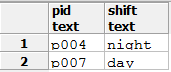 pid shift
text text
1 p004 night
2 p007 day